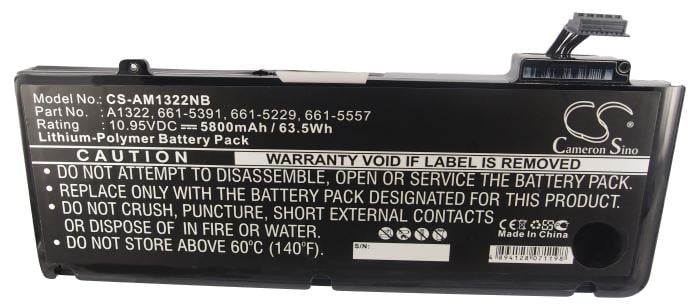 Model No.: CS-AM1322NB
Part No. : A1322, 661-5391, 661-5229, 661-5557
Rating : 10.95VDC 5800mAh / 63.5Wh
Lithium-Polymer Battery Pack
CS
Cameron Sino
CAUTION
WARRANTY VOID IF LABEL IS REMOVED
• DO NOT ATTEMPT TO DISASSEMBLE, OPEN OR SERVICE THE BATTERY PACK.
• REPLACE ONLY WITH THE BATTERY PACK DESIGNATED FOR THIS PRODUCT.
• DO NOT CRUSH, PUNCTURE, SHORT EXTERNAL CONTACTS
OR DISPOSE OF IN FIRE OR WATER.
• DO NOT STORE ABOVE 60°C (140°F).
S/N:
CE
Made In China
4894128071198